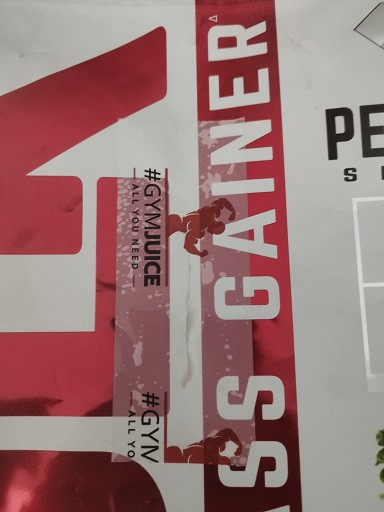 ASS GAINER
#GYMJUICE
ALL YOU NEED
#GYM
ALL YO
PE
S